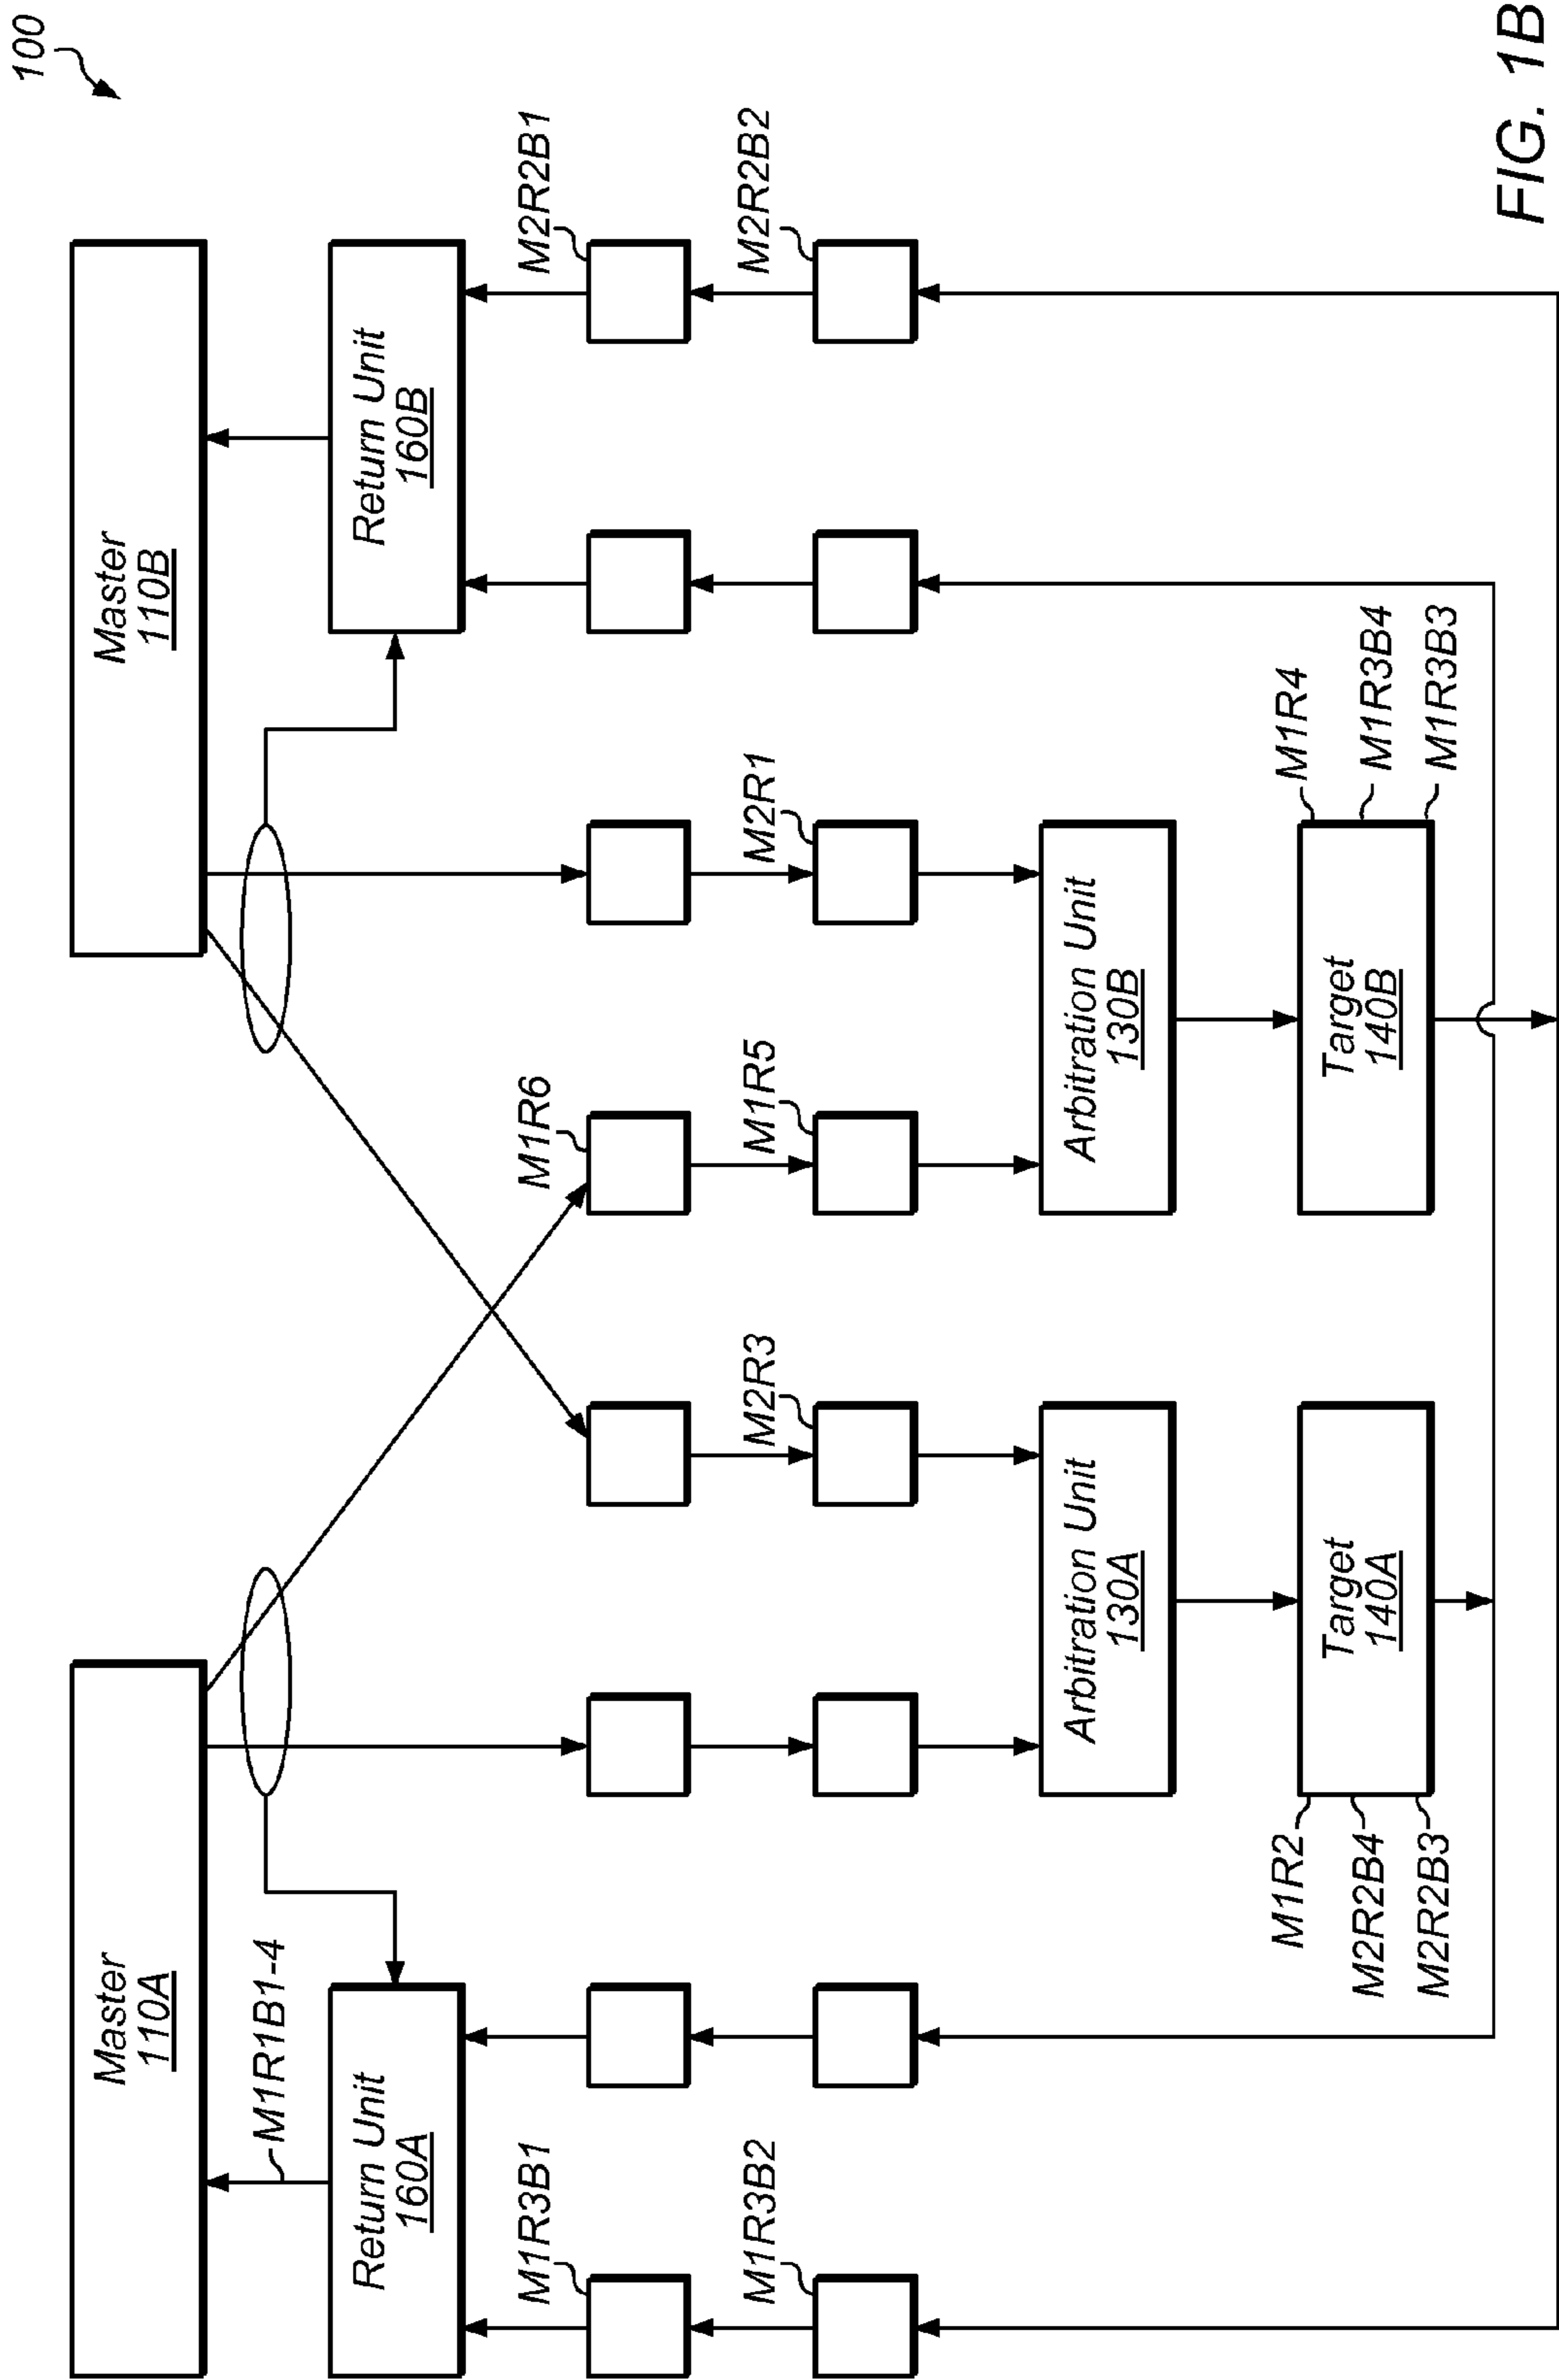 100
Master
110A
Master
110B
M1R1B1-4
Return Unit
160A
Return Unit
160B
M1R3B1
M1R6
M2R2B1
M1R3B2
M2R3
M1R5
M2R1
M2R2B2
Arbitration Unit
130A
Arbitration Unit
130B
M1R2
M2R2B4
M2R2B3
Target
140A
Target
140B
M1R4
M1R3B4
M1R3B3
FIG. 1B